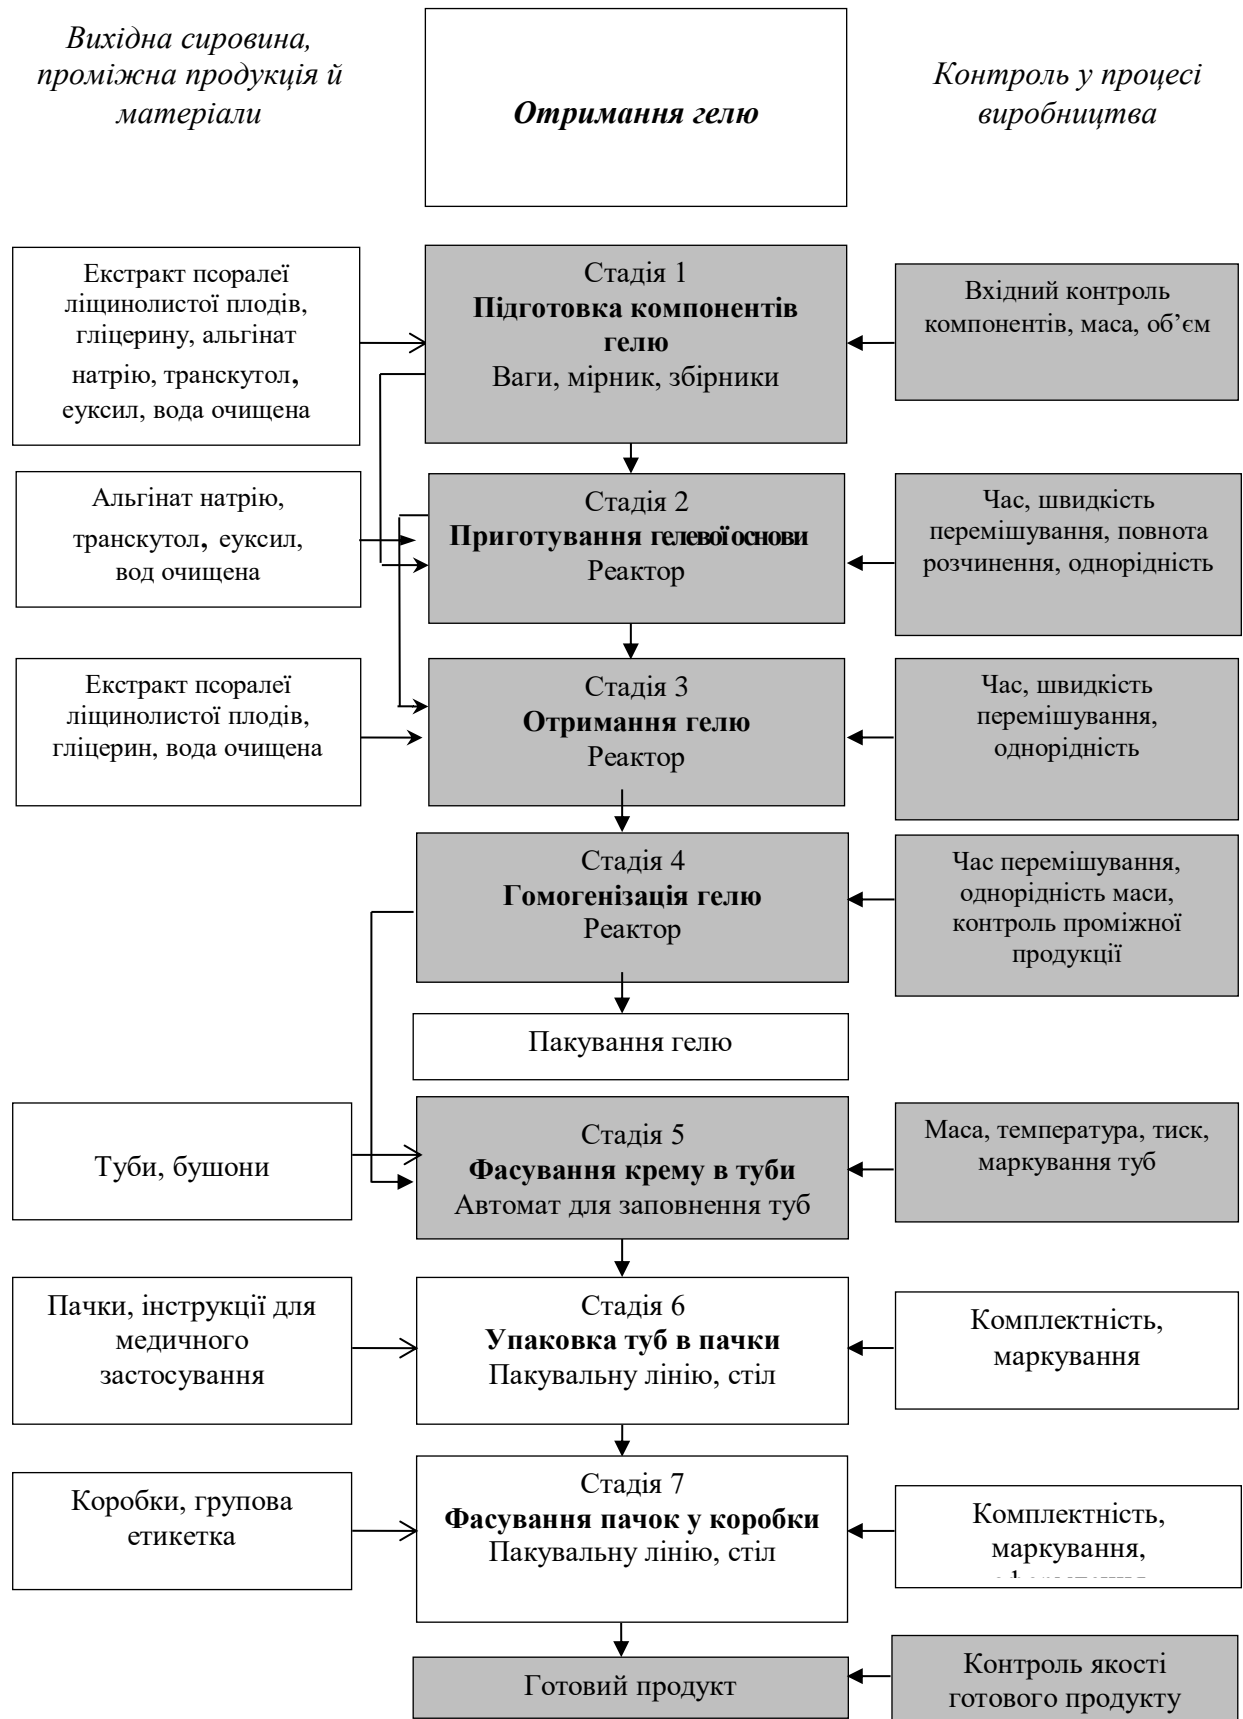 Вихідна сировина,
проміжна продукція й
матеріали
Отримання гелю
Контроль у процесі
виробництва
Екстракт псоралеї
ліщинолистої плодів,
гліцерину, альгінат
натрію, транскутол,
еуксил, вода очищена
Стадія 1
Підготовка компонентів
гелю
Ваги, мірник, збірники
Вхідний контроль
компонентів, маса, об’єм
Альгінат натрію,
транскутол, еуксил,
вод очищена
Стадія 2
Приготування гелевої основи
Реактор
Час, швидкість
перемішування, повнота
розчинення, однорідність
Екстракт псоралеї
ліщинолистої плодів,
гліцерин, вода очищена
Стадія 3
Отримання гелю
Реактор
Час, швидкість
перемішування,
однорідність
Стадія 4
Гомогенізація гелю
Реактор
Час перемішування,
однорідність маси,
контроль проміжної
продукції
Пакування гелю
Туби, бушони
Стадія 5
Фасування крему в туби
Автомат для заповнення туб
Маса, температура, тиск,
маркування туб
Пачки, інструкції для
медичного
застосування
Стадія 6
Упаковка туб в пачки
Пакувальну лінію, стіл
Комплектність,
маркування
Коробки, групова
етикетка
Стадія 7
Фасування пачок у коробки
Пакувальну лінію, стіл
Комплектність,
маркування,
Готовий продукт
Контроль якості
готового продукту